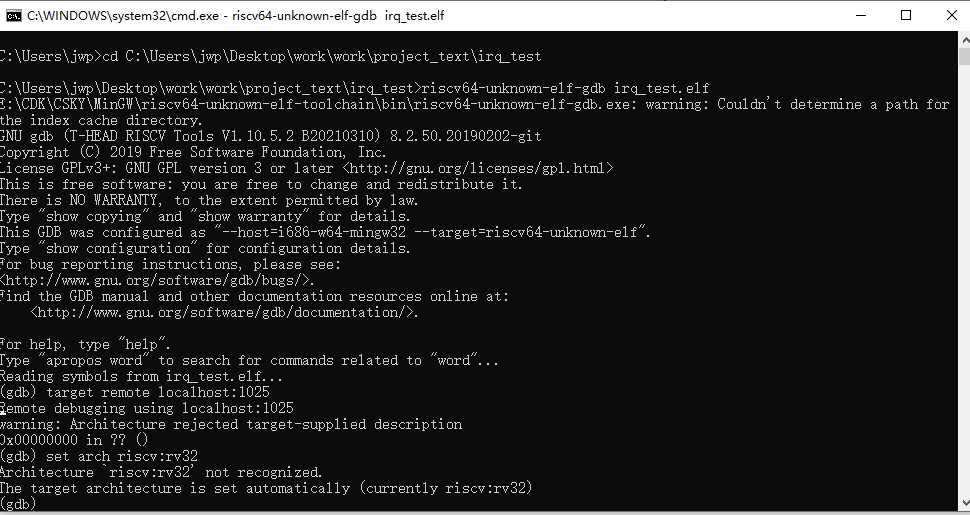 C:\WINDOWS\system32\cmd.exe - riscv64-unknown-elf-gdb irq_test.elf
C:\Users\jwp>cd C:\Users\jwp\Desktop\work\work\project_text\irq_test
C:\Users\jwp\Desktop\work\work\project_text\irq_test>riscv64-unknown-elf-gdb irq_test.elf
E:\CDK\CSKY\MinGW\riscv64-unknown-elf-toolchain\bin\riscv64-unknown-elf-gdb.exe: warning: Couldn't determine a path for
the index cache directory.
GNU gdb (T-HEAD RISCV Tools V1.10.5.2 B20210310) 8.2.50.20190202-git
Copyright (C) 2019 Free Software Foundation, Inc.
License GPLv3+: GNU GPL version 3 or later <http://gnu.org/licenses/gpl.html>
This is free software: you are free to change and redistribute it.
There is NO WARRANTY, to the extent permitted by law.
Type "show copying" and "show warranty" for details.
This GDB was configured as "--host=i686-w64-mingw32 --target=riscv64-unknown-elf".
Type "show configuration" for configuration details.
For bug reporting instructions, please see:
<http://www.gnu.org/software/gdb/bugs/>.
Find the GDB manual and other documentation resources online at:
    <http://www.gnu.org/software/gdb/documentation/>.
For help, type "help".
Type "apropos word" to search for commands related to "word"...
Reading symbols from irq_test.elf...
(gdb) target remote localhost:1025
Remote debugging using localhost:1025
warning: Architecture rejected target-supplied description
0x00000000 in ?? ()
(gdb) set arch riscv:rv32
Architecture `riscv:rv32' not recognized.
The target architecture is set automatically (currently riscv:rv32)
(gdb)